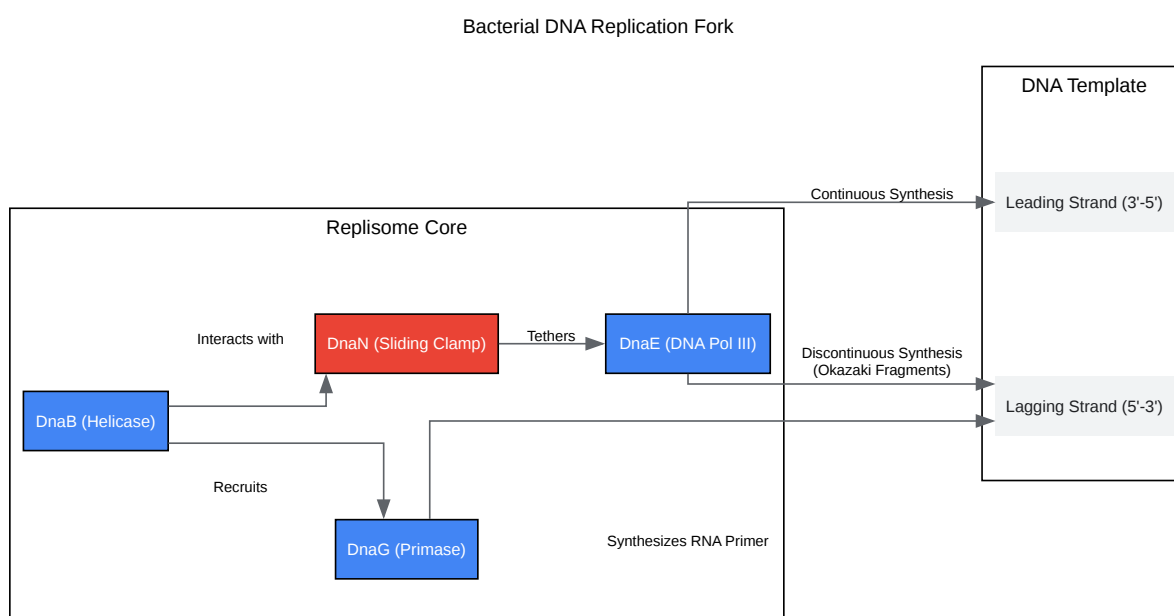 Bacterial DNA Replication Fork
DNA Template
Continuous Synthesis
Leading Strand (3'-5')
Replisome Core
Interacts with
DnaN (Sliding Clamp)
Tethers
DnaE (DNA Pol III)
Discontinuous Synthesis
(Okazaki Fragments)
Lagging Strand (5'-3')
DnaB (Helicase)
Recruits
DnaG (Primase)
Synthesizes RNA Primer